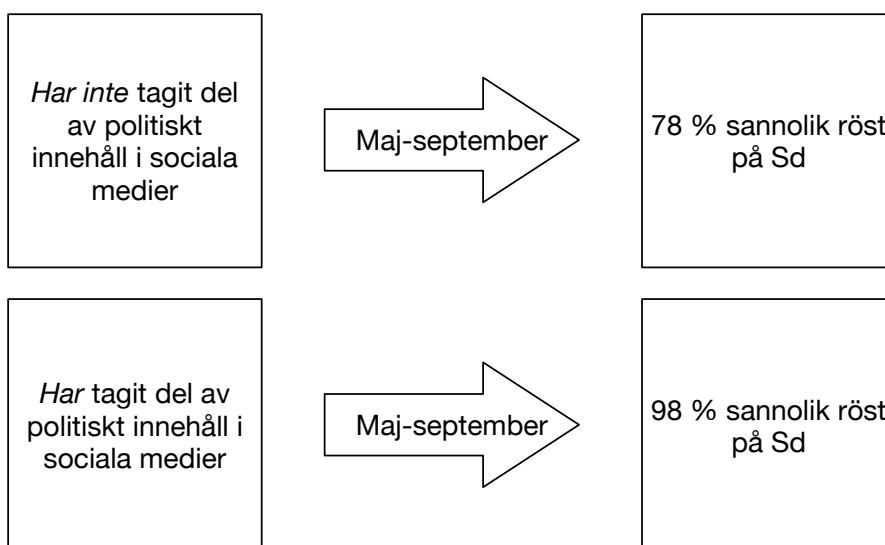 Har inte tagit del
av politiskt
innehåll i sociala
medier
Maj-september
78 % sannolik röst
på Sd
Har tagit del av
politiskt innehåll i
sociala medier
Maj-september
98 % sannolik röst
på Sd